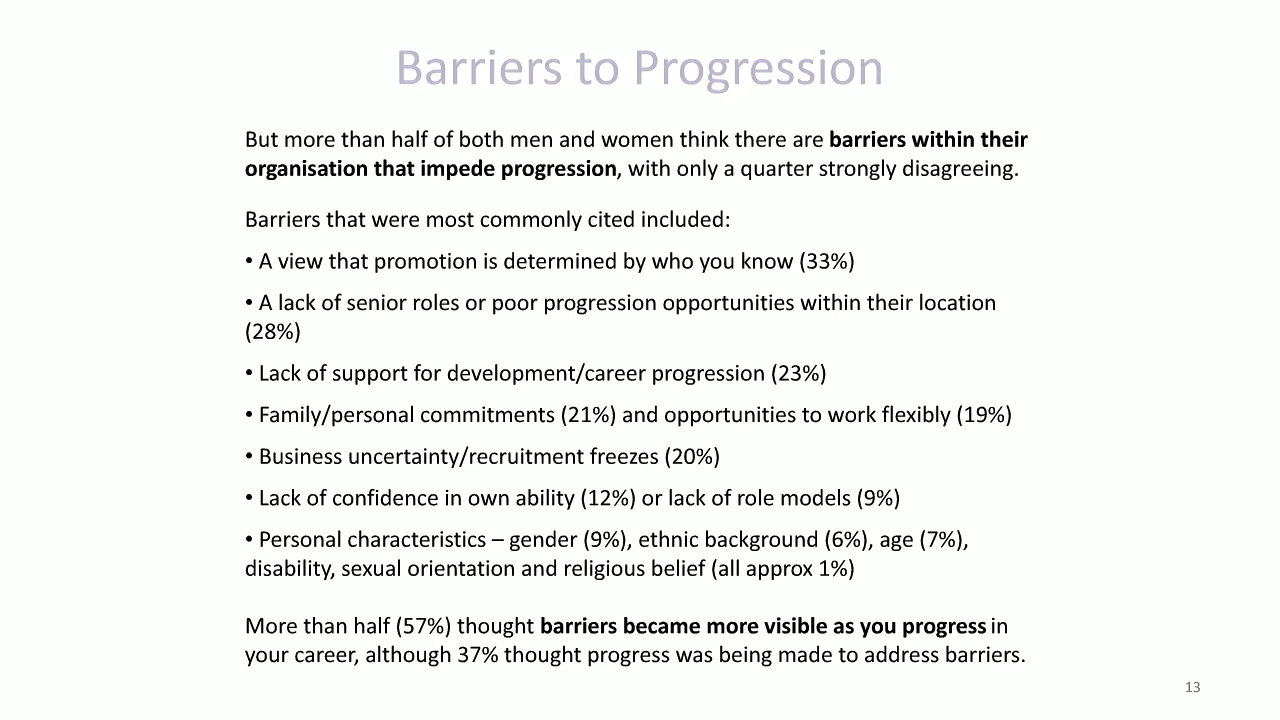 Barriers to Progression
But more than half of both men and women think there are barriers within their
organisation that impede progression, with only a quarter strongly disagreeing.
Barriers that were most commonly cited included:
• A view that promotion is determined by who you know (33%)
• A lack of senior roles or poor progression opportunities within their location
(28%)
• Lack of support for development/career progression (23%)
• Family/personal commitments (21%) and opportunities to work flexibly (19%)
• Business uncertainty/recruitment freezes (20%)
• Lack of confidence in own ability (12%) or lack of role models (9%)
• Personal characteristics – gender (9%), ethnic background (6%), age (7%),
disability, sexual orientation and religious belief (all approx 1%)
More than half (57%) thought barriers became more visible as you progress in
your career, although 37% thought progress was being made to address barriers.
13